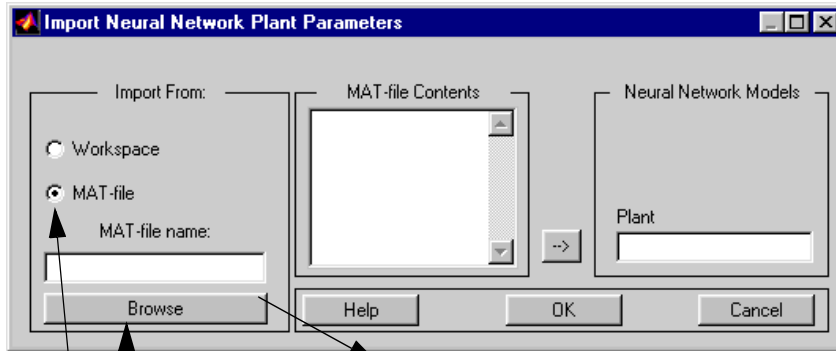 Import Neural Network Plant Parameters
Import From:
Workspace
MAT-file
MAT-file name:
Browse
MAT-file Contents
-->
Neural Network Models
Plant
Help
OK
Cancel